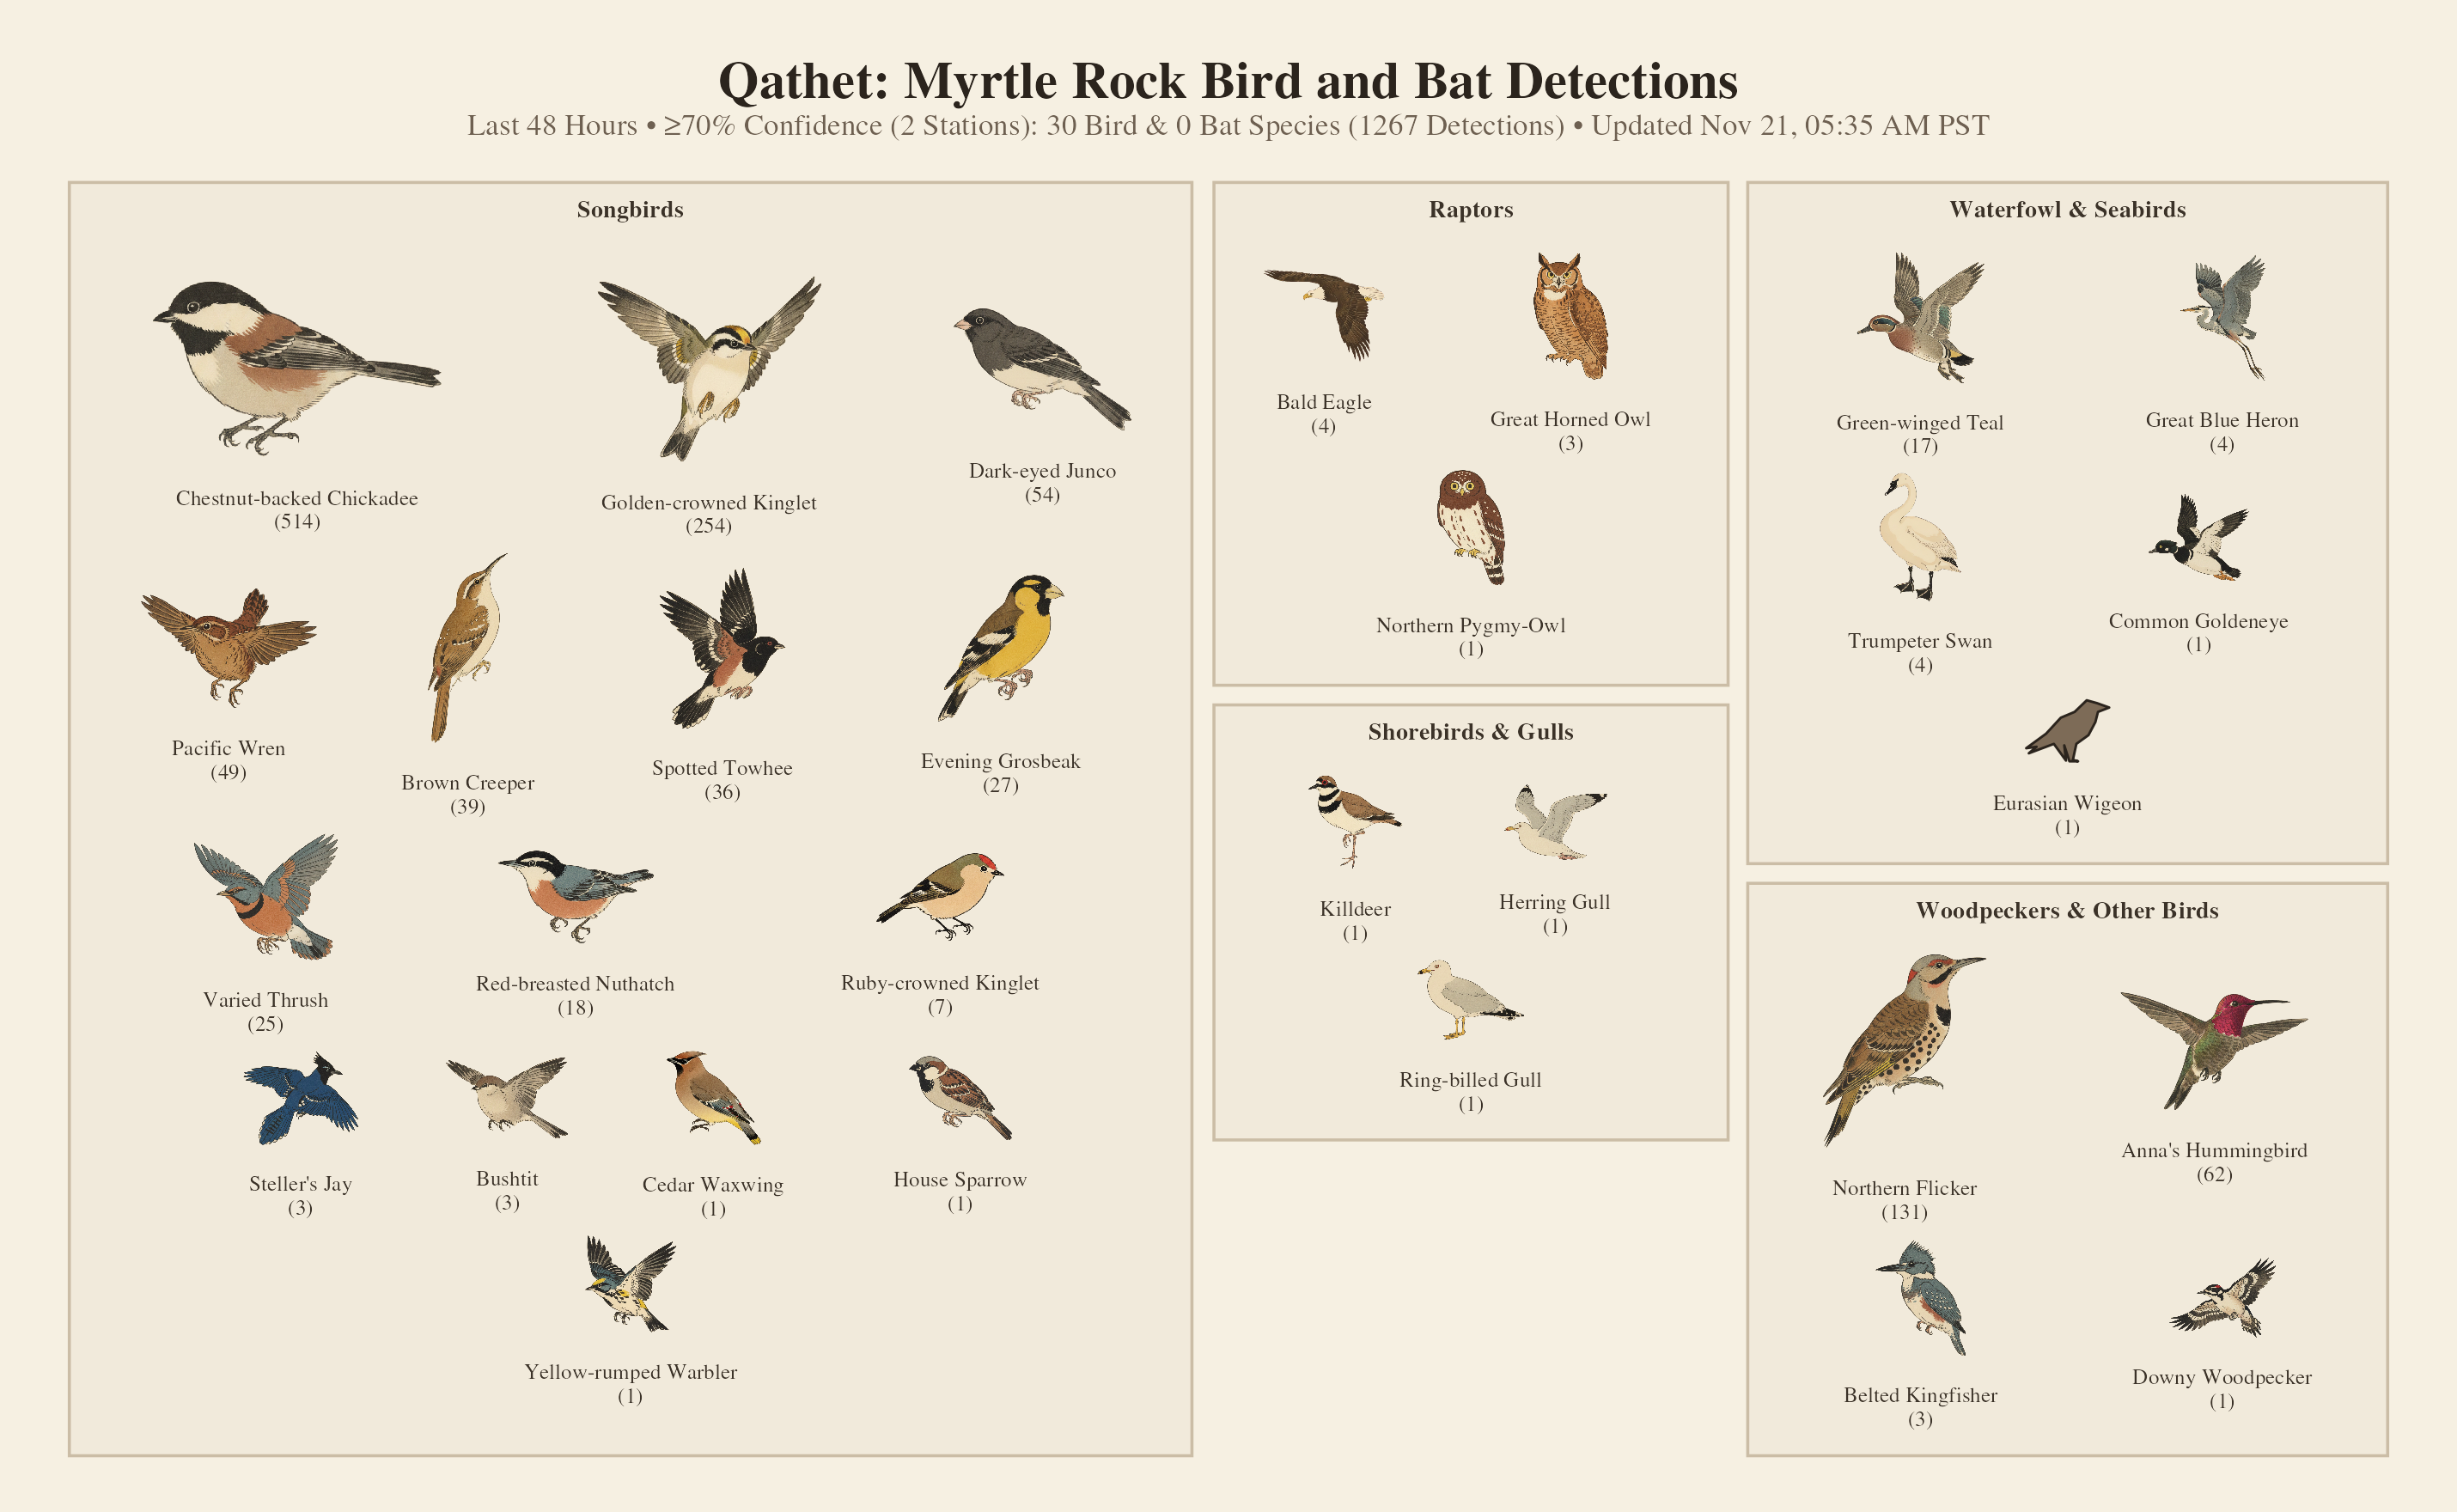 Qathet: Myrtle Rock Bird and Bat Detections
Last 48 Hours • ≥70% Confidence (2 Stations): 30 Bird & 0 Bat Species (1267 Detections) • Updated Nov 21, 05:35 AM PST
Songbirds
Chestnut-backed Chickadee
(514)
Golden-crowned Kinglet
(254)
Dark-eyed Junco
(54)
Pacific Wren
(49)
Brown Creeper
(39)
Spotted Towhee
(36)
Evening Grosbeak
(27)
Varied Thrush
(25)
Red-breasted Nuthatch
(18)
Ruby-crowned Kinglet
(7)
Steller's Jay
(3)
Bushtit
(3)
Cedar Waxwing
(1)
House Sparrow
(1)
Yellow-rumped Warbler
(1)
Raptors
Bald Eagle
(4)
Great Horned Owl
(3)
Northern Pygmy-Owl
(1)
Shorebirds & Gulls
Killdeer
(1)
Herring Gull
(1)
Ring-billed Gull
(1)
Waterfowl & Seabirds
Green-winged Teal
(17)
Great Blue Heron
(4)
Trumpeter Swan
(4)
Common Goldeneye
(1)
Eurasian Wigeon
(1)
Woodpeckers & Other Birds
Northern Flicker
(131)
Anna's Hummingbird
(62)
Belted Kingfisher
(3)
Downy Woodpecker
(1)